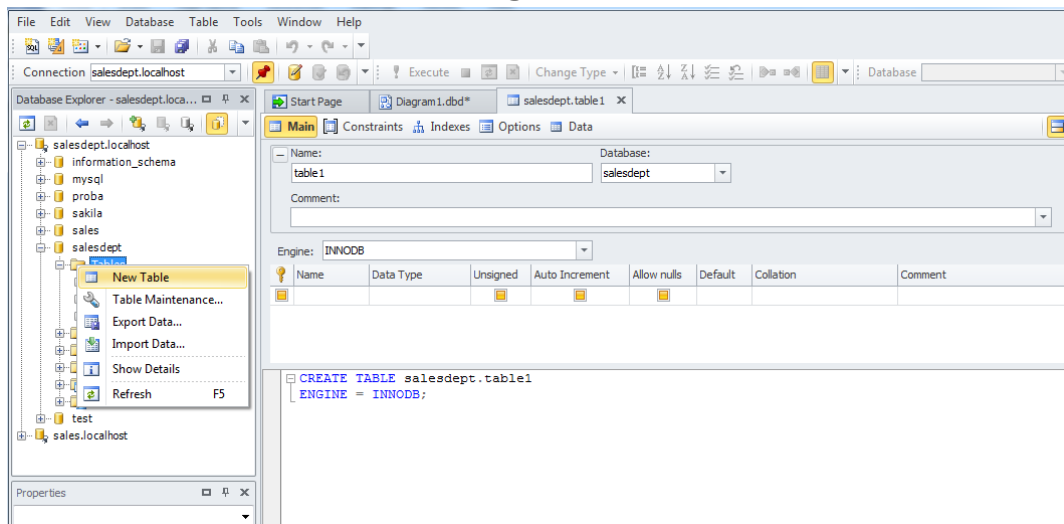 File Edit View Database Table Tools Window Help
Connection salesdept.localhost Execute Change Type Database
Database Explorer - salesdept.loca...
Start Page Diagram1.dbd* salesdept.table1
Main Constraints Indexes Options Data
salesdept.localhost
information_schema
mysql
proba
sakila
sales
salesdept
Tables
New Table
Table Maintenance...
Export Data...
Import Data...
Show Details
Refresh F5
test
sales.localhost
Properties
Name: Database:
table1 salesdept
Comment:
Engine: INNODB
Name Data Type Unsigned Auto Increment Allow nulls Default Collation Comment
CREATE TABLE salesdept.table1
ENGINE = INNODB;